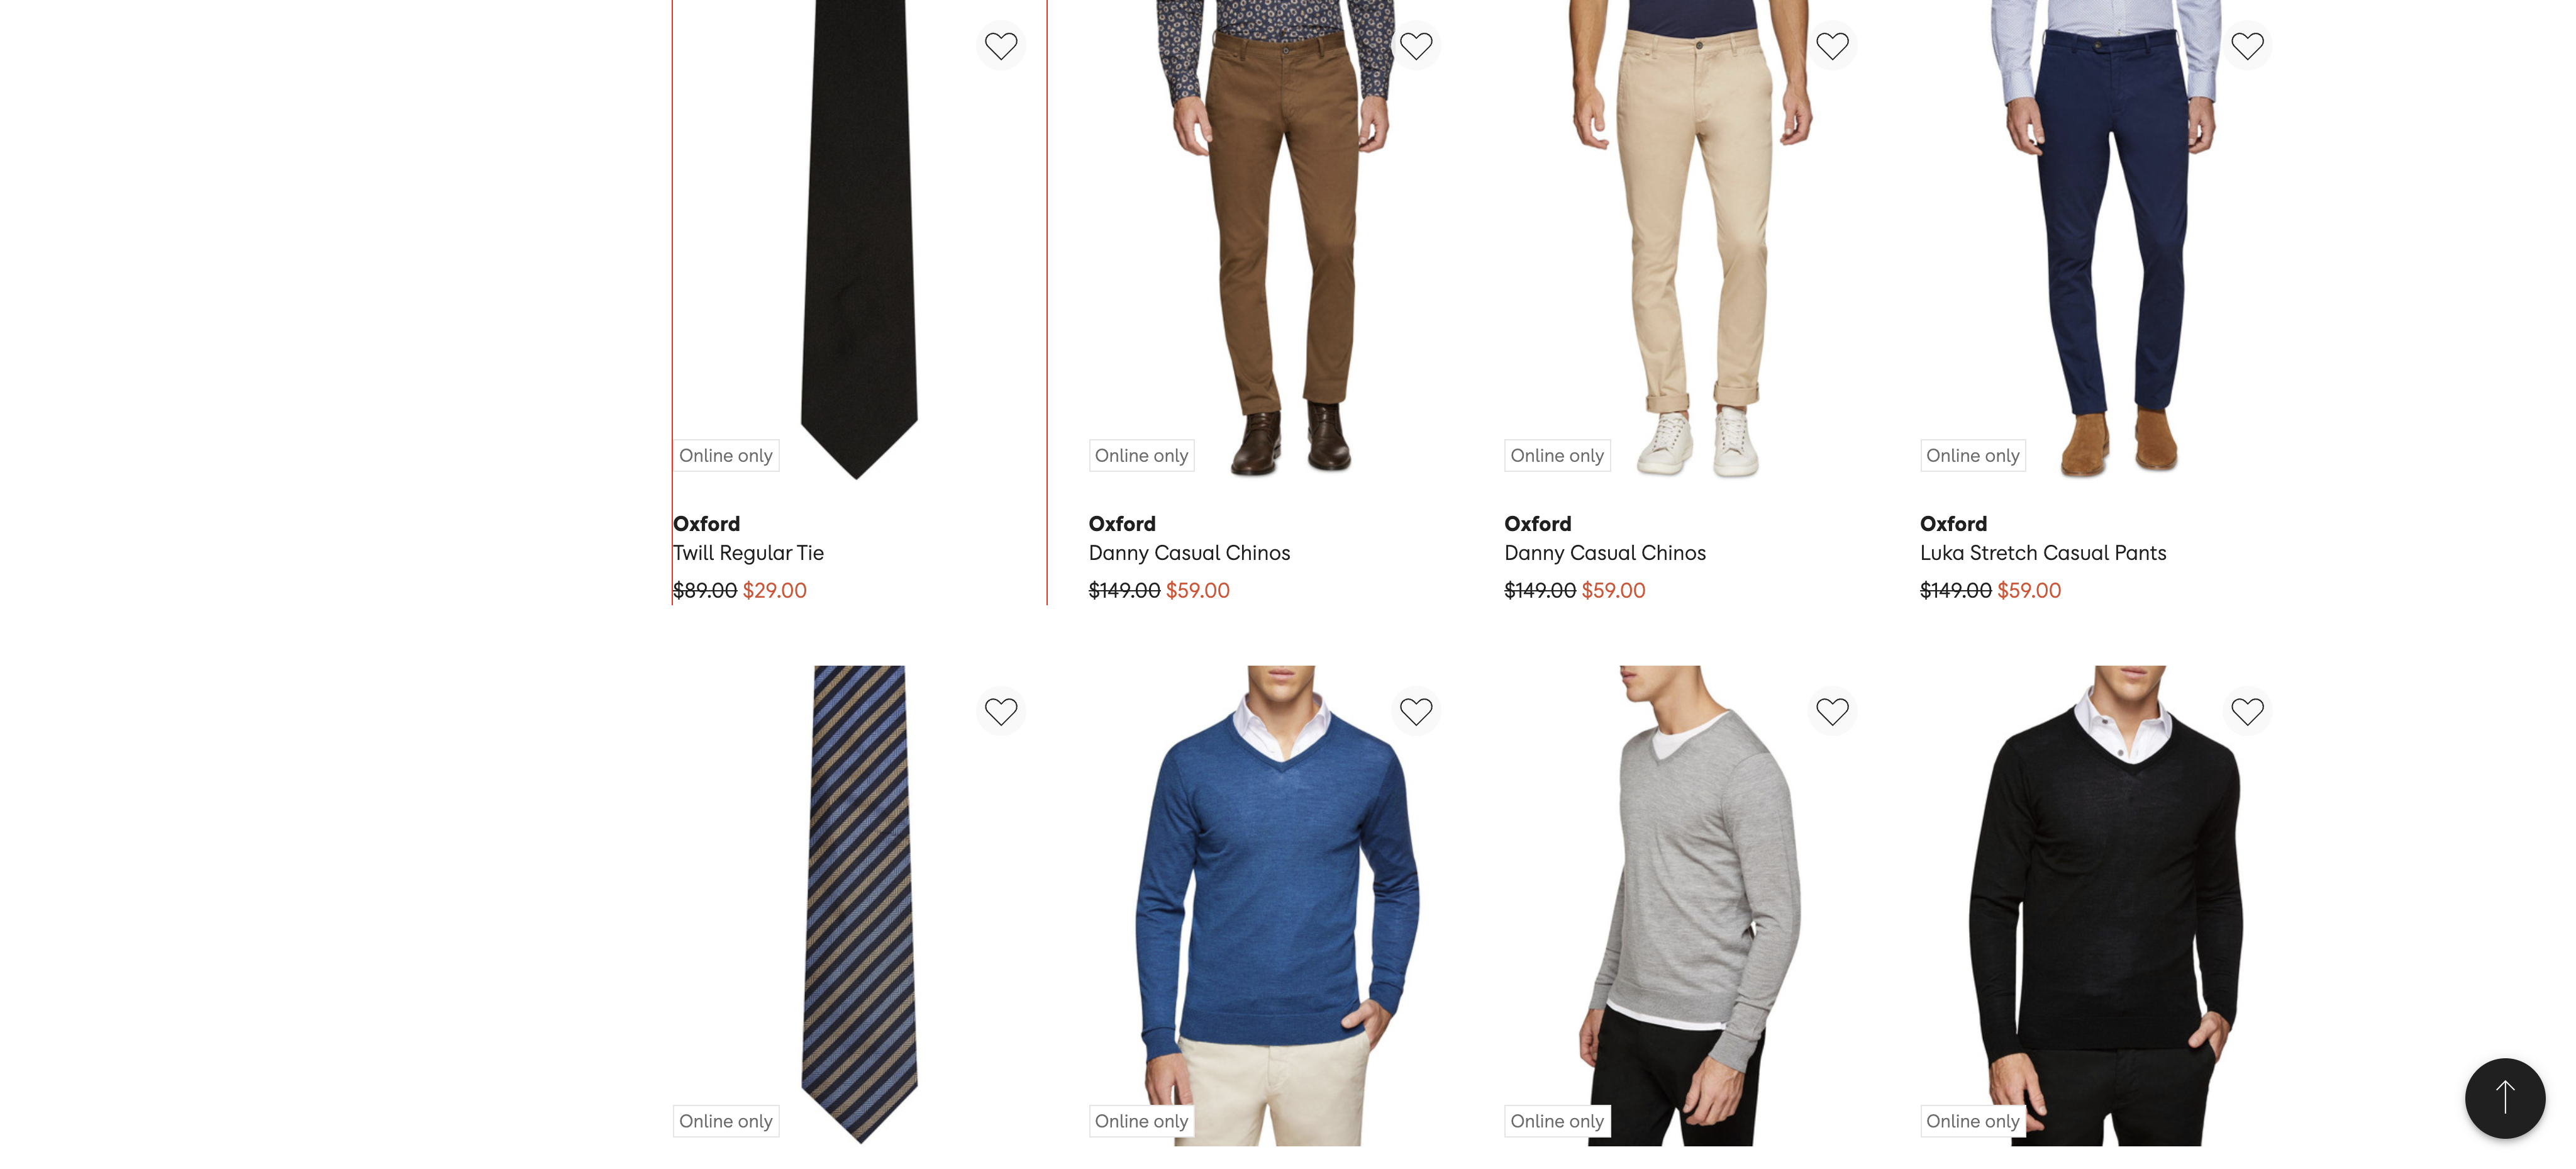 Online only
Online only
Online only
Online only
Oxford
Twill Regular Tie
$89.00 $29.00
Oxford
Danny Casual Chinos
$149.00 $59.00
Oxford
Danny Casual Chinos
$149.00 $59.00
Oxford
Luka Stretch Casual Pants
$149.00 $59.00
Online only
Online only
Online only
Online only